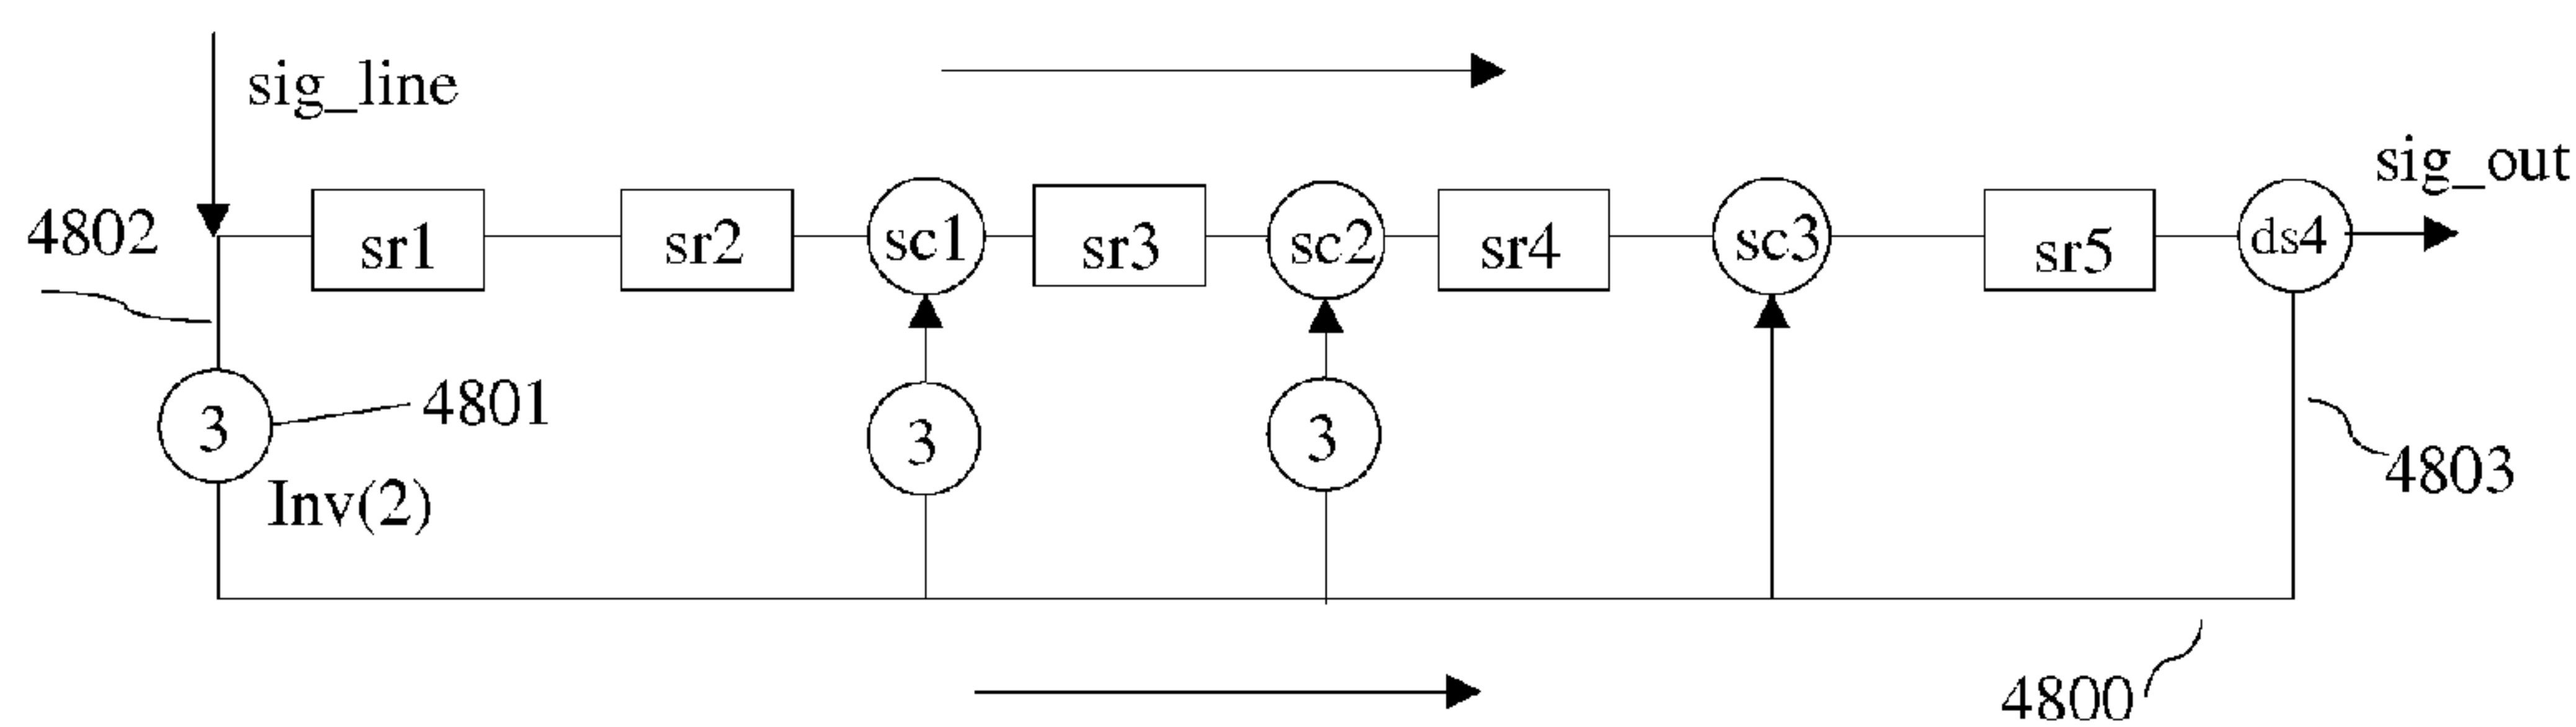 sig_line
sig_out
4802
sr1
sr2
sc1
sr3
sc2
sr4
sc3
sr5
ds4
3
4801
3
3
Inv(2)
4803
4800